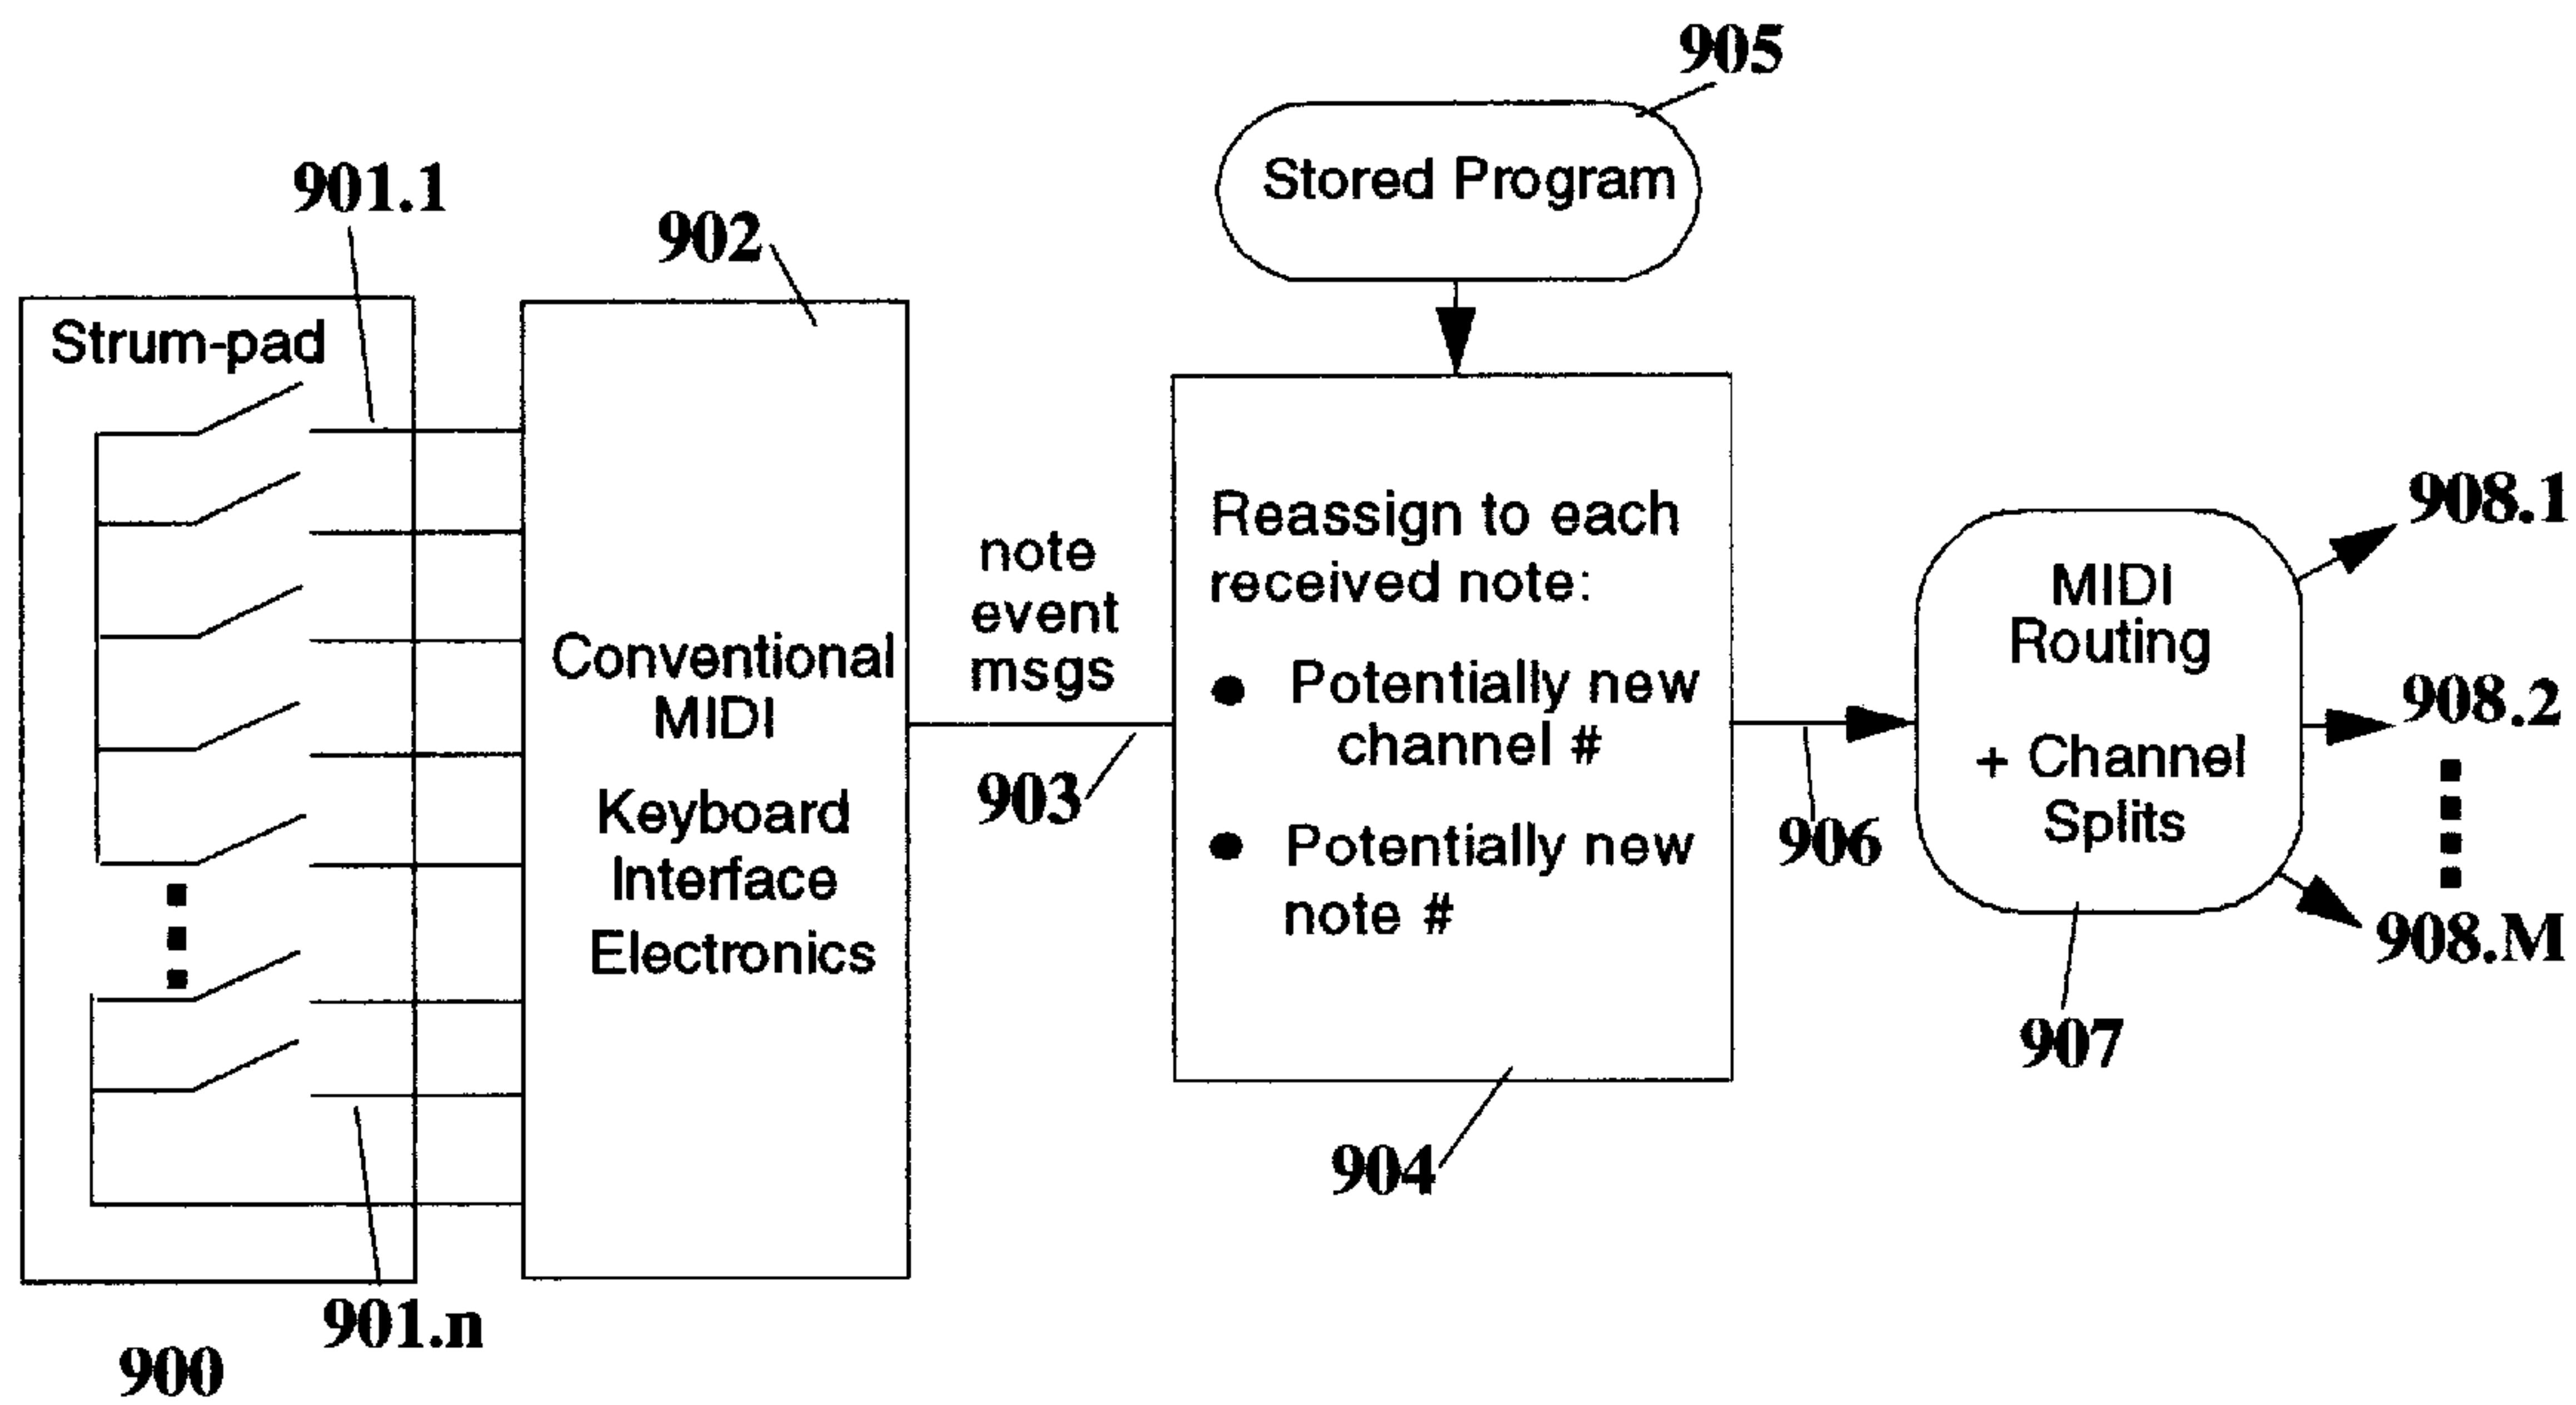 905
Stored Program
901.1
902
Strum-pad
Conventional
MIDI
Keyboard
Interface
Electronics
note
event
msgs
903
Reassign to each
received note:
● Potentially new
channel #
● Potentially new
note #
904
906
MIDI
Routing
+ Channel
Splits
907
908.1
908.2
908.M
901.n
900